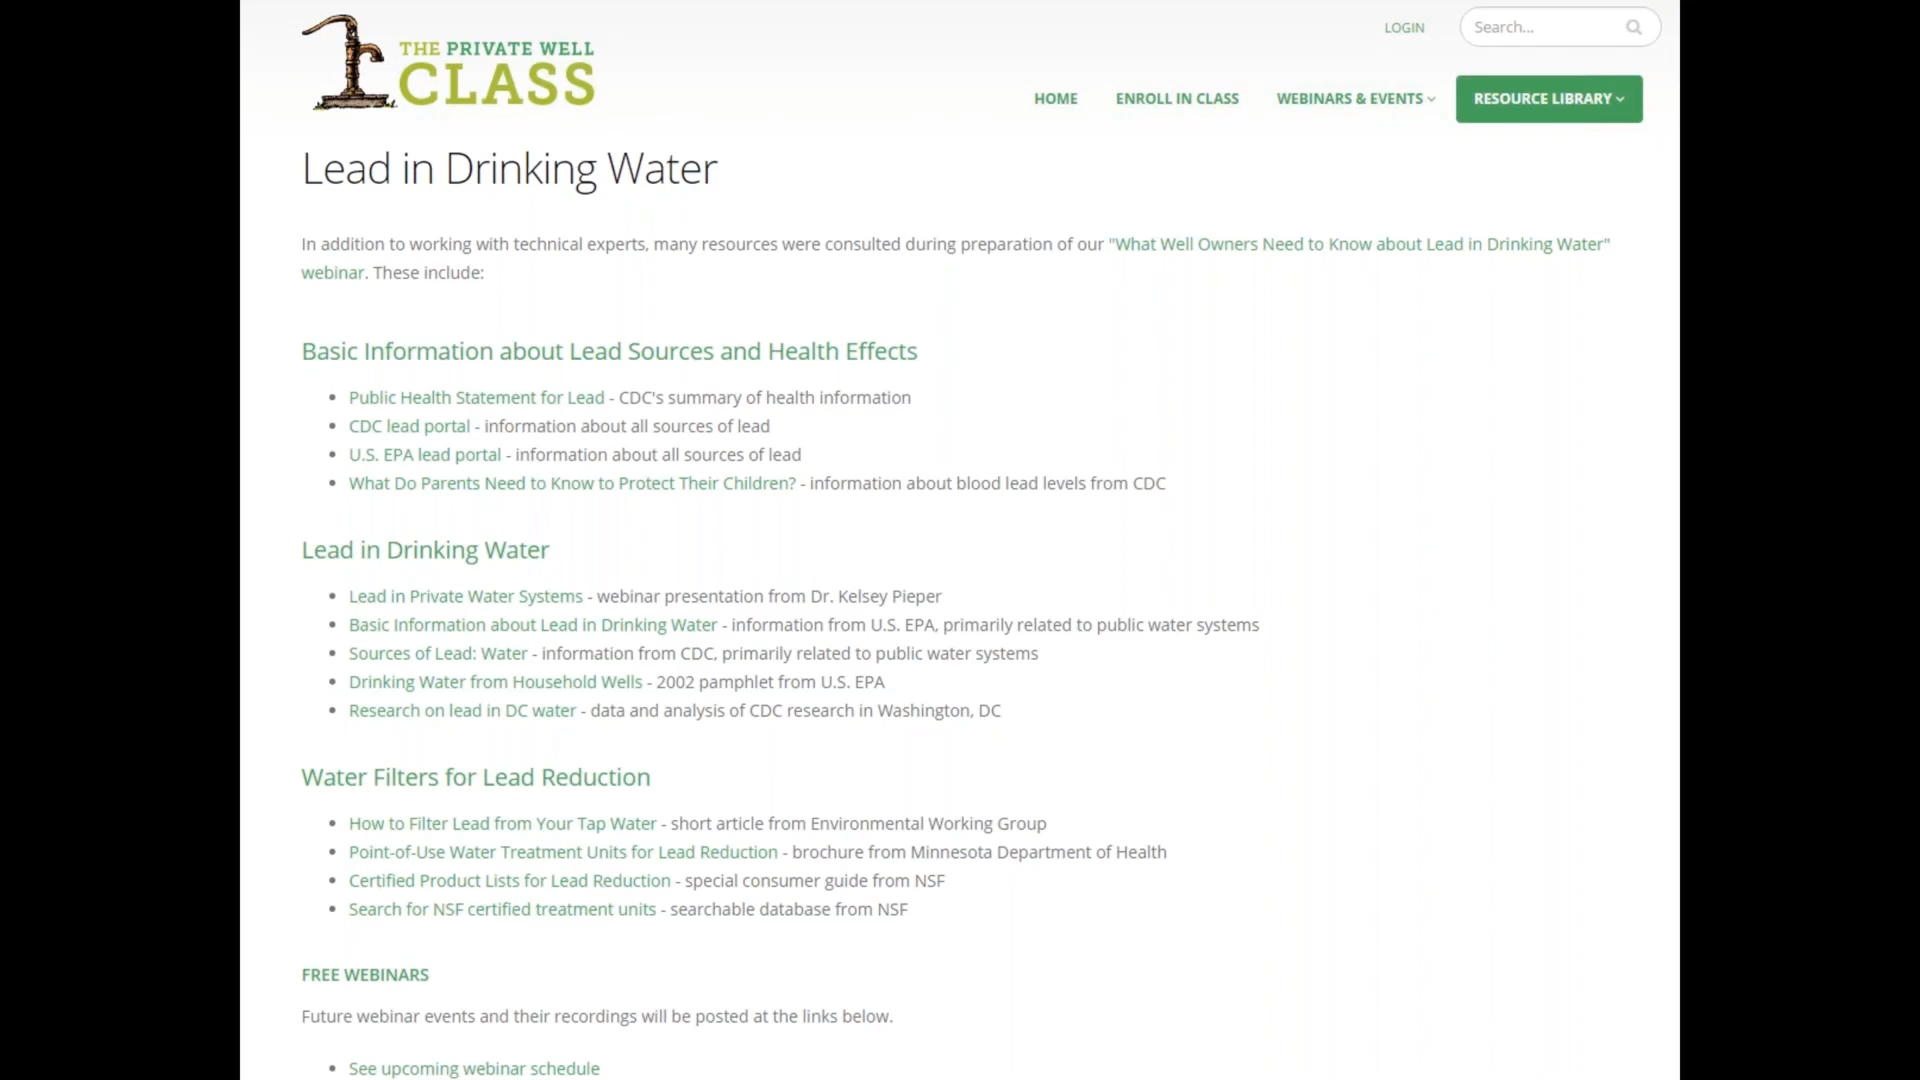 THE PRIVATE WELL
CLASS
LOGIN
Search...
HOME
ENROLL IN CLASS
WEBINARS & EVENTS
RESOURCE LIBRARY
Lead in Drinking Water
In addition to working with technical experts, many resources were consulted during preparation of our "What Well Owners Need to Know about Lead in Drinking Water"
webinar. These include:
Basic Information about Lead Sources and Health Effects
• Public Health Statement for Lead - CDC's summary of health information
• CDC lead portal - information about all sources of lead
• U.S. EPA lead portal - information about all sources of lead
• What Do Parents Need to Know to Protect Their Children? - information about blood lead levels from CDC
Lead in Drinking Water
• Lead in Private Water Systems - webinar presentation from Dr. Kelsey Pieper
• Basic Information about Lead in Drinking Water - information from U.S. EPA, primarily related to public water systems
• Sources of Lead: Water - information from CDC, primarily related to public water systems
• Drinking Water from Household Wells - 2002 pamphlet from U.S. EPA
• Research on lead in DC water - data and analysis of CDC research in Washington, DC
Water Filters for Lead Reduction
• How to Filter Lead from Your Tap Water - short article from Environmental Working Group
• Point-of-Use Water Treatment Units for Lead Reduction - brochure from Minnesota Department of Health
• Certified Product Lists for Lead Reduction - special consumer guide from NSF
• Search for NSF certified treatment units - searchable database from NSF
FREE WEBINARS
Future webinar events and their recordings will be posted at the links below.
• See upcoming webinar schedule